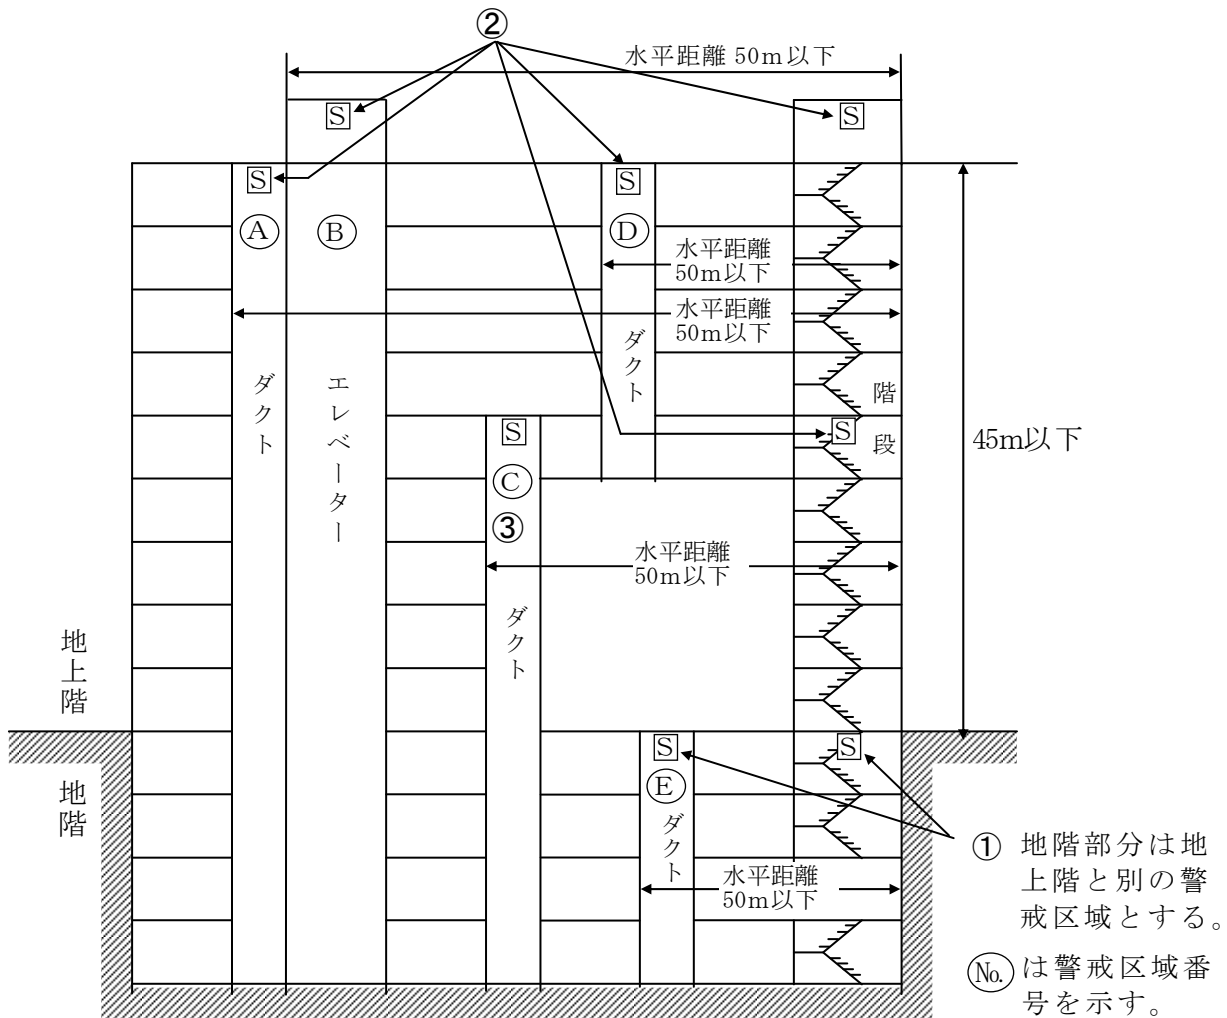 ②
水平距離 50m以下
S
S
S
S
S
A
B
D
水平距離
50m以下
水平距離
50m以下
ダクト
ダクト
エレベーター
階段
S
S
C
③
45m以下
水平距離
50m以下
ダクト
地上階
S
S
E
地階
ダクト
水平距離
50m以下
① 地階部分は地
上階と別の警
戒区域とする。
№ は警戒区域番
号を示す。